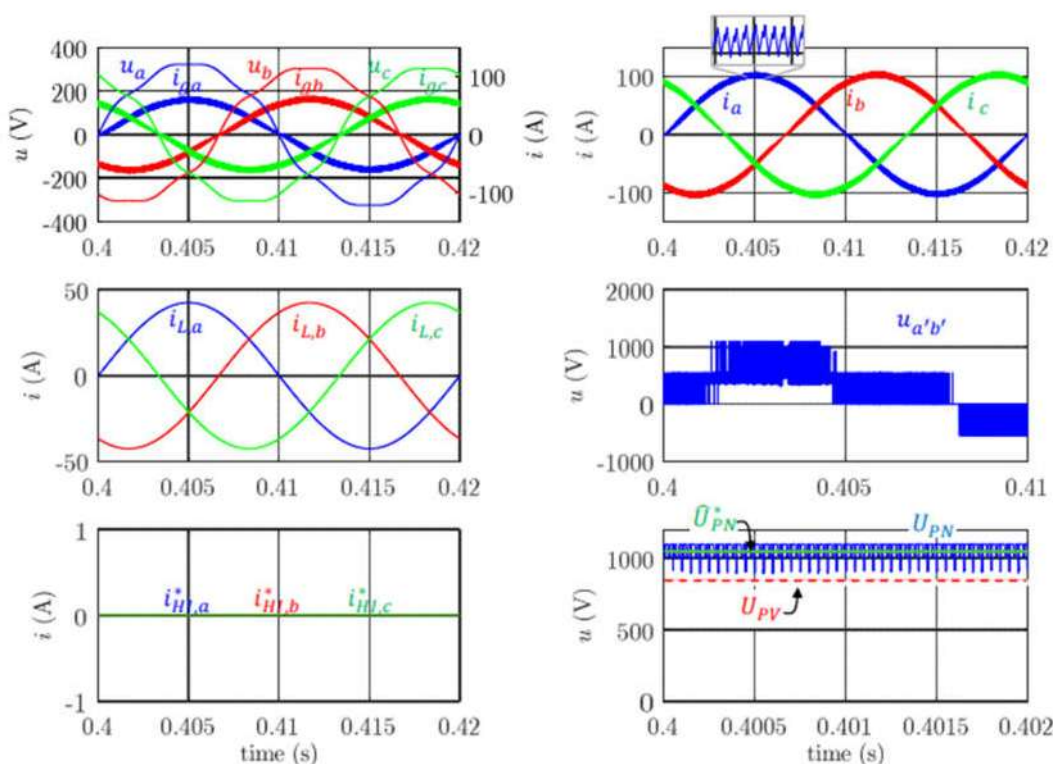 400
200
0
-200
-400
u (V)
u_a i_ga u_b i_gb u_c i_gc
100
0
-100
i (A)
0.4 0.405 0.41 0.415 0.42
100
0
-100
i (A)
i_a i_b i_c
0.4 0.405 0.41 0.415 0.42
50
0
-50
i (A)
i_L,a i_L,b i_L,c
0.4 0.405 0.41 0.415 0.42
2000
1000
0
-1000
u (V)
u_a'b'
0.4 0.405 0.41
1
0
-1
i (A)
i*_HI,a i*_HI,b i*_HI,c
0.4 0.405 0.41 0.415 0.42
time (s)
1000
500
0
u (V)
Û*_PN U_PN
U_PV
0.4 0.4005 0.401 0.4015 0.402
time (s)